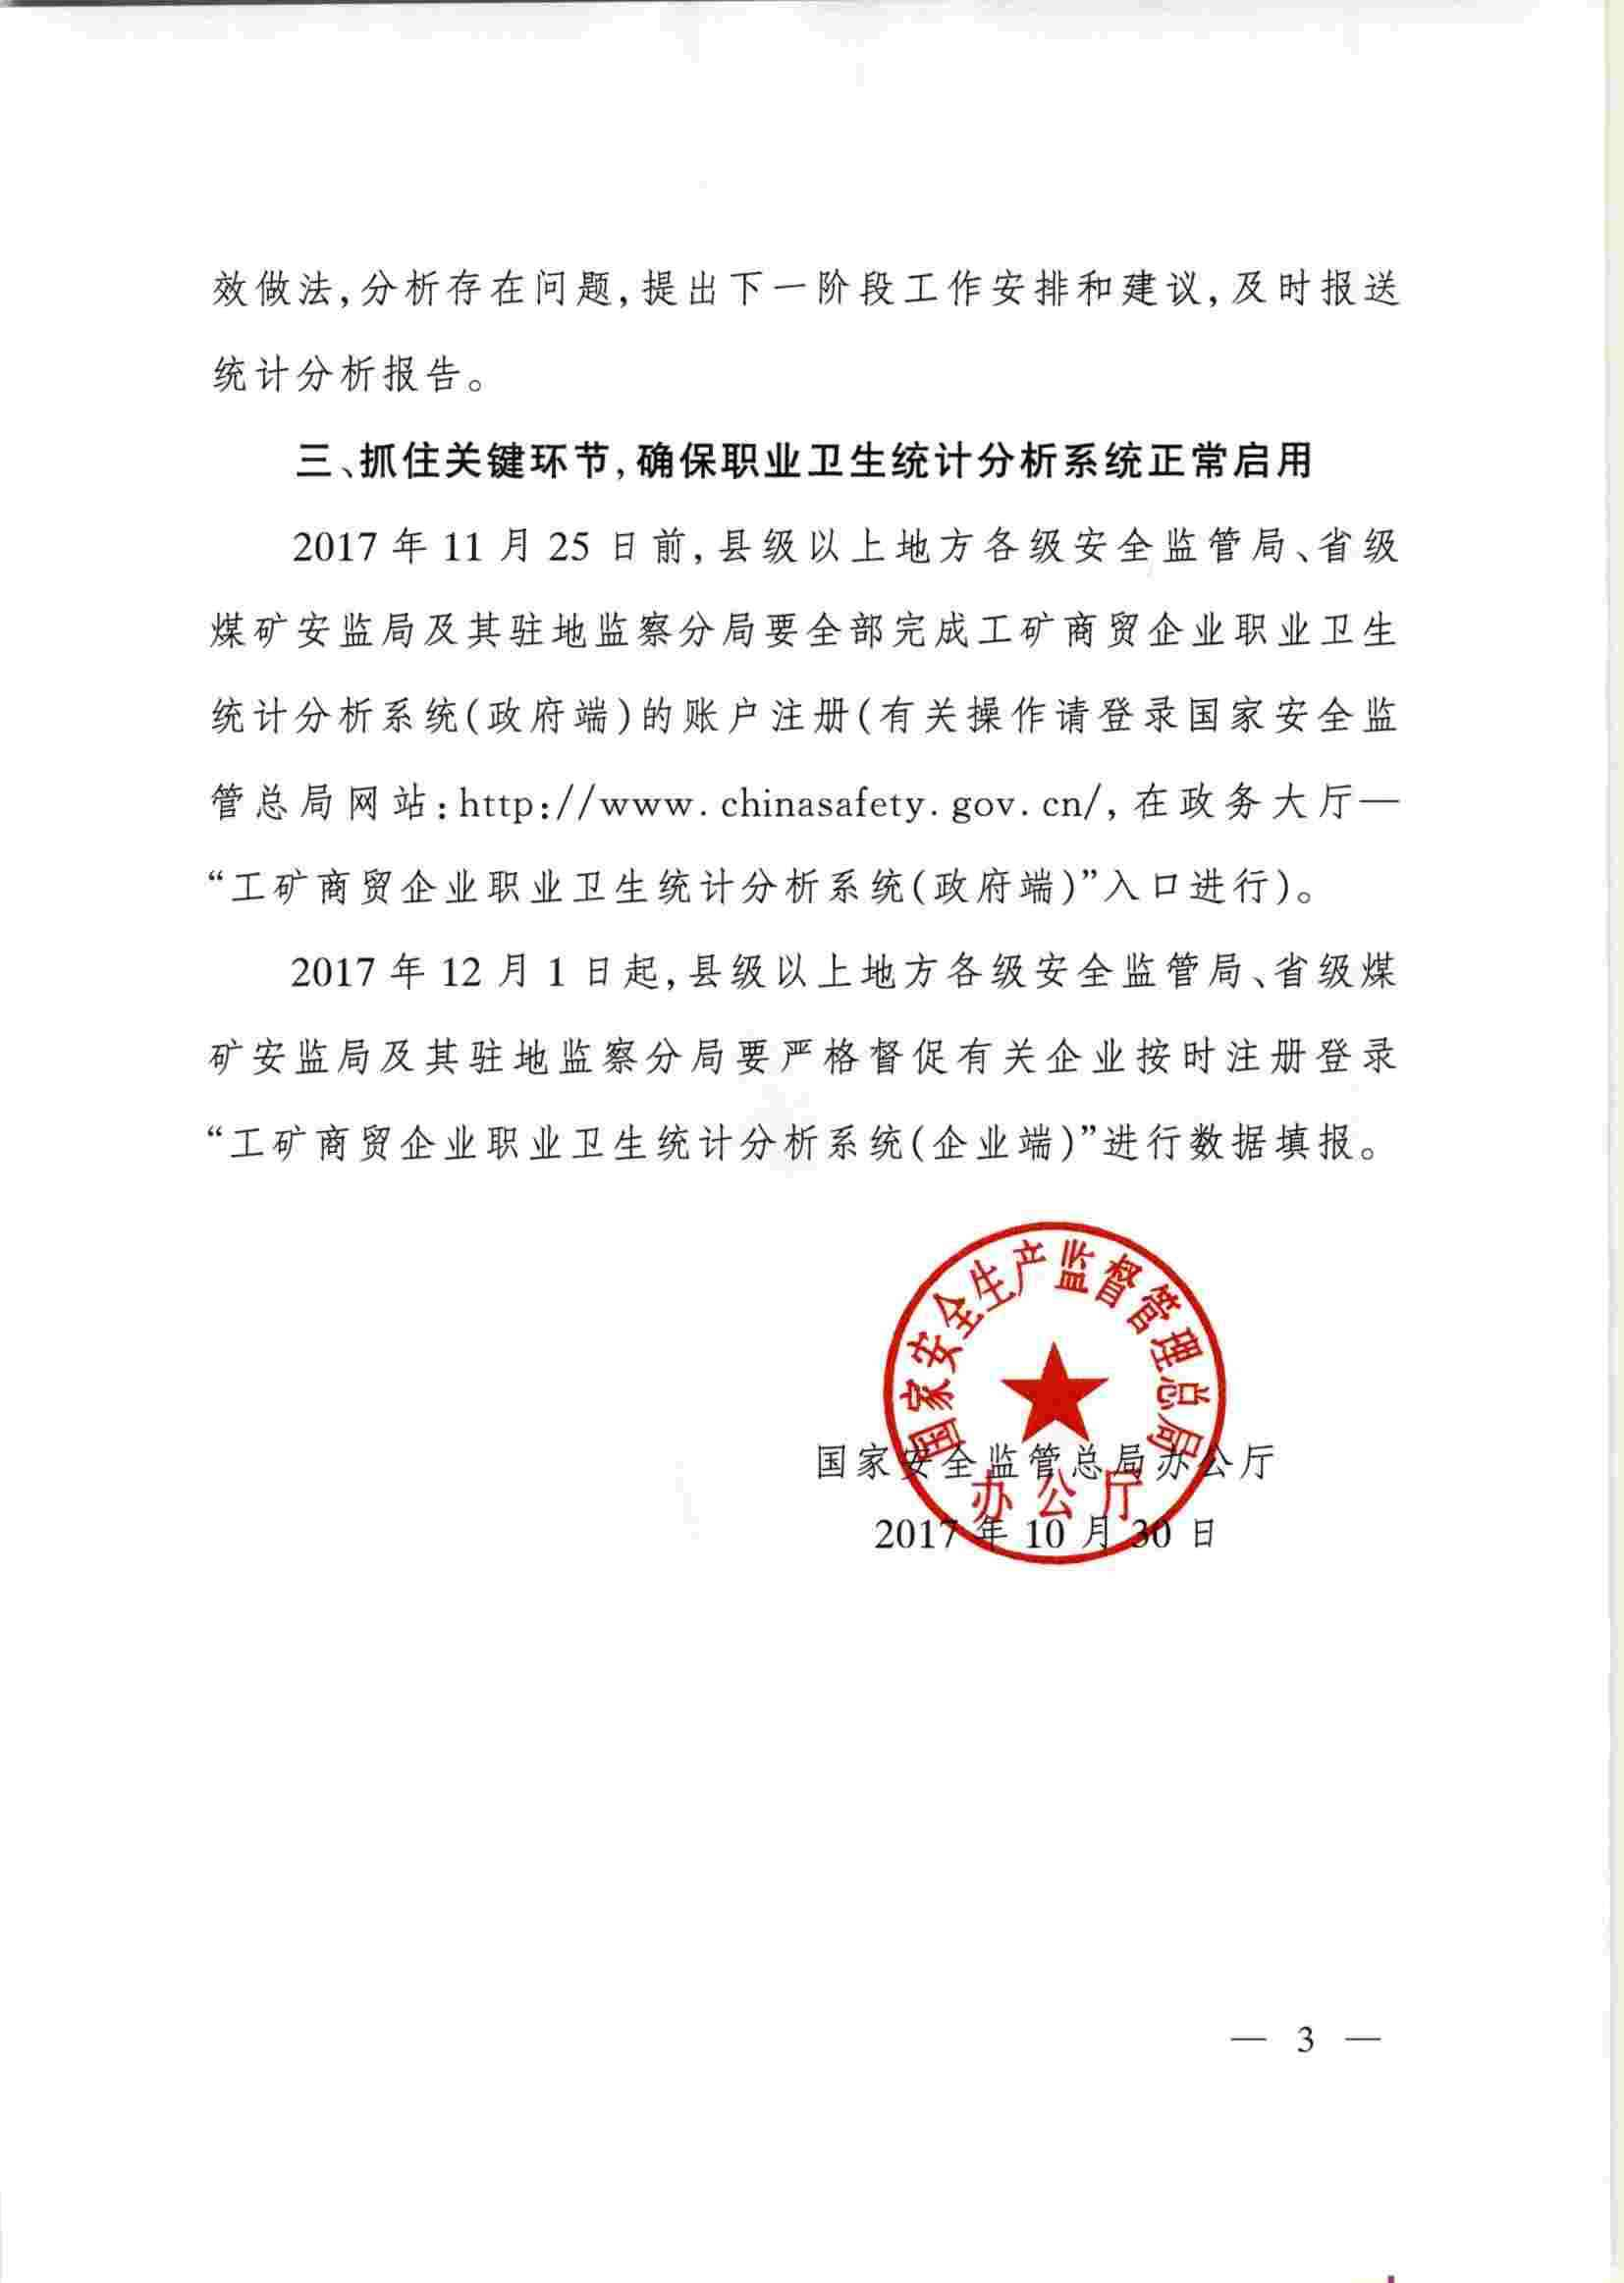 效做法,分析存在问题,提出下一阶段工作安排和建议,及时报送
统计分析报告。
三、抓住关键环节,确保职业卫生统计分析系统正常启用
2017年11月25日前,县级以上地方各级安全监管局、省级
煤矿安监局及其驻地监察分局要全部完成工矿商贸企业职业卫生
统计分析系统(政府端)的账户注册(有关操作请登录国家安全监
管总局网站:http://www.chinasafety.gov.cn/,在政务大厅—
“工矿商贸企业职业卫生统计分析系统(政府端)”入口进行)。
2017年12月1日起,县级以上地方各级安全监管局、省级煤
矿安监局及其驻地监察分局要严格督促有关企业按时注册登录
“工矿商贸企业职业卫生统计分析系统(企业端)”进行数据填报。
国家安全生产监督管理总局
国家安全监管总局办公厅
办公厅
2017年10月30日
— 3 —